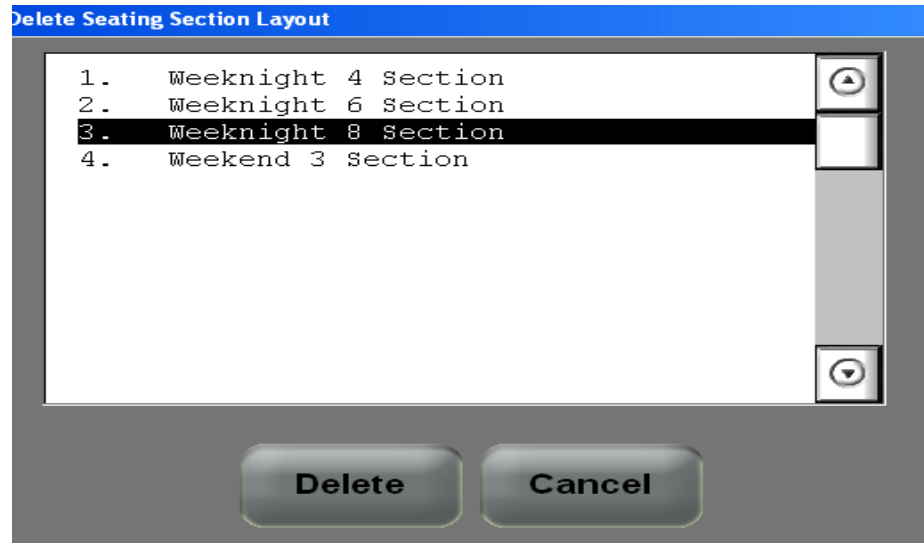 Delete Seating Section Layout
1. Weeknight 4 Section
2. Weeknight 6 Section
3. Weeknight 8 Section
4. Weekend 3 Section
Delete
Cancel